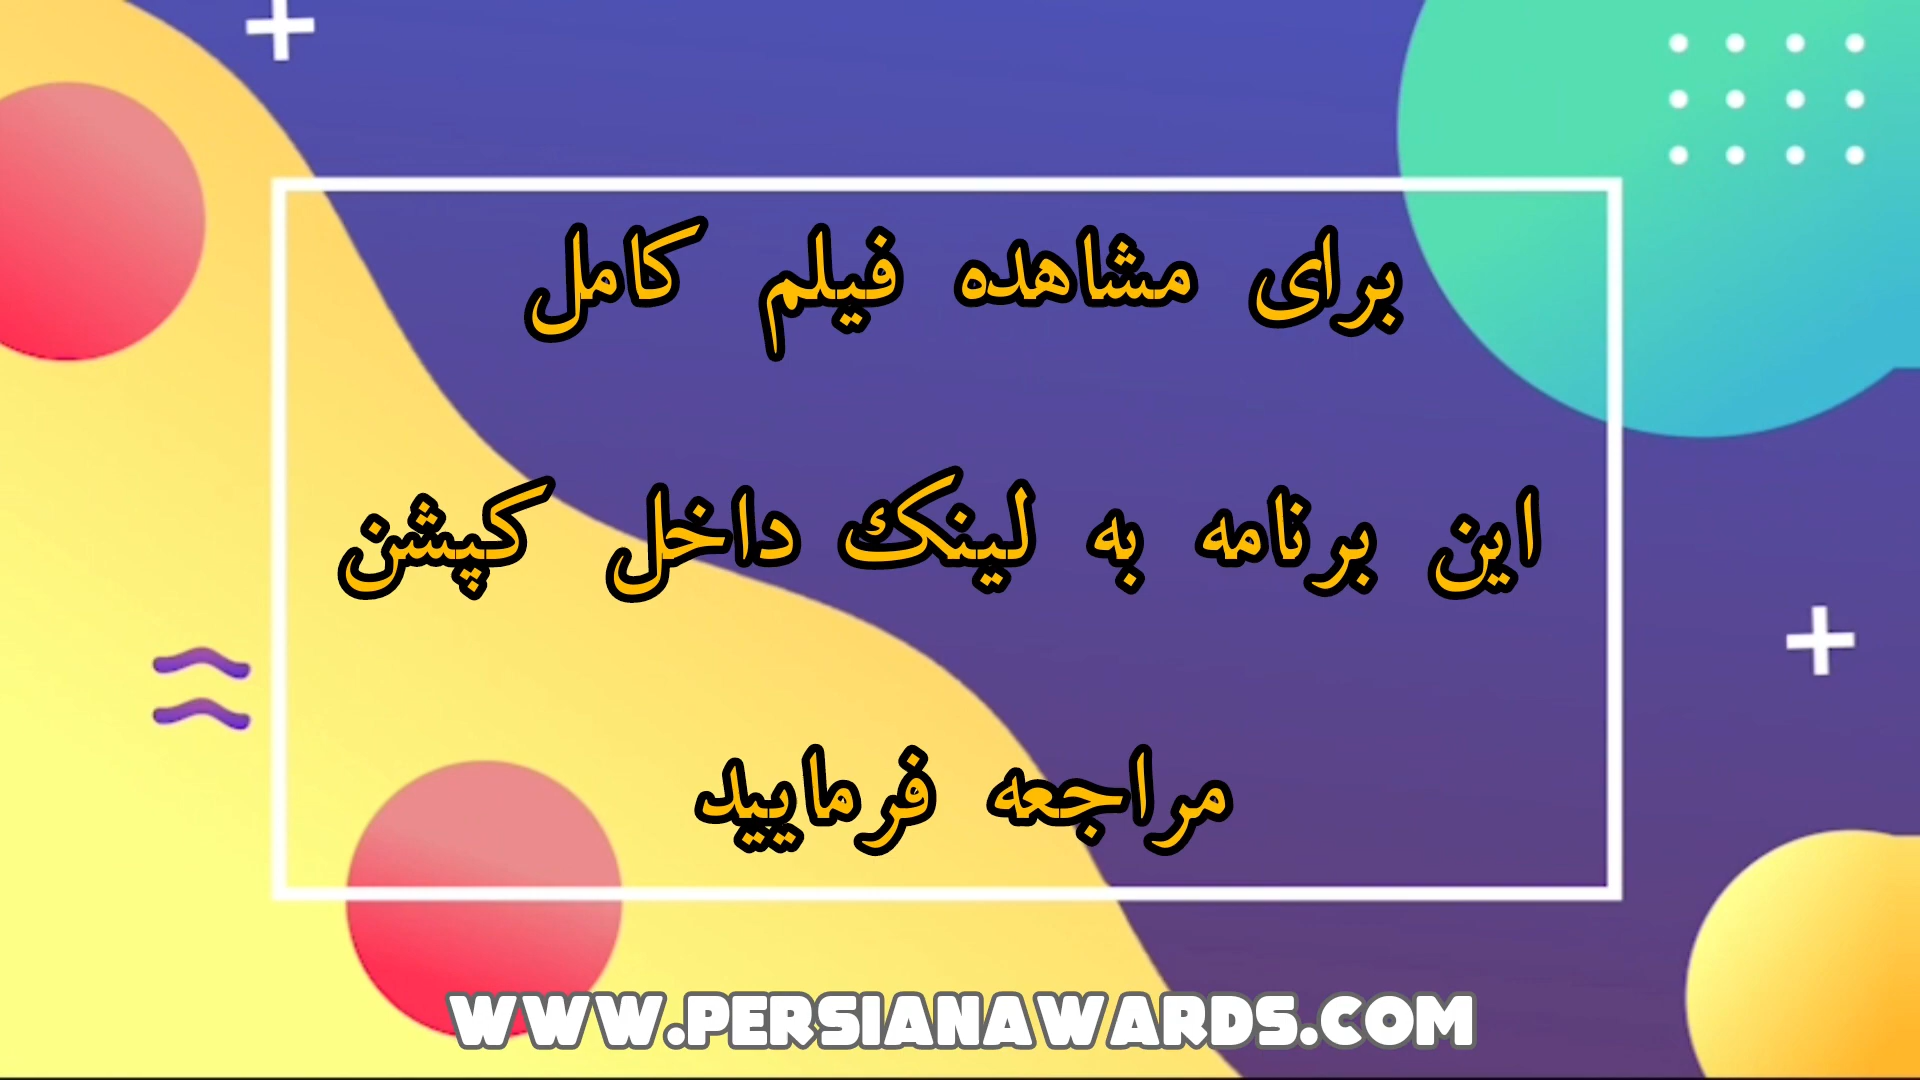 برای مشاهده فیلم کامل
این برنامه به لینک داخل کپشن
مراجعه فرمایید
WWW.PERSIANAWARDS.COM